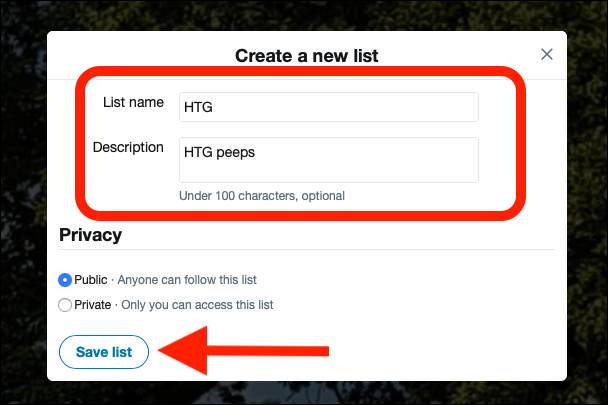 Create a new list
List name
HTG
Description
HTG peeps
Under 100 characters, optional
Privacy
Public · Anyone can follow this list
Private · Only you can access this list
Save list